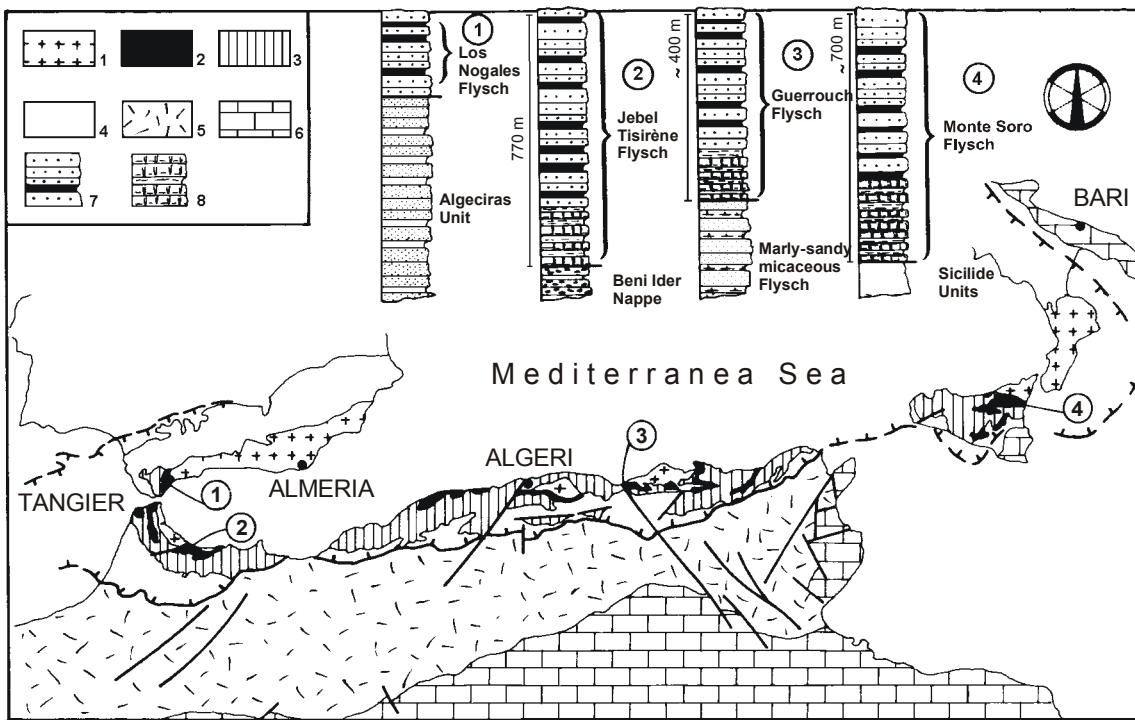 1
2
3
4
5
6
7
8
1
Los
Nogales
Flysch
Algeciras
Unit
770 m
2
Jebel
Tisirène
Flysch
Beni Ider
Nappe
~ 400 m
3
Guerrouch
Flysch
Marly-sandy
micaceous
Flysch
~ 700 m
4
Monte Soro
Flysch
Sicilide
Units
BARI
Mediterranea Sea
4
3
ALGERI
TANGIER
1
ALMERIA
2